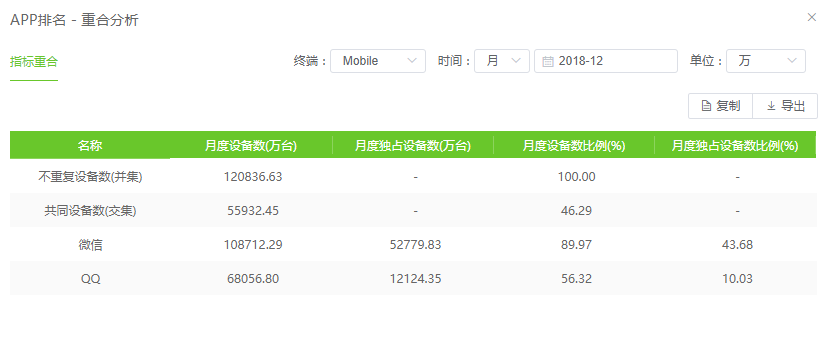 APP排名 - 重合分析
指标重合 终端： Mobile 时间： 月 2018-12 单位： 万
复制 导出
名称 月度设备数(万台) 月度独占设备数(万台) 月度设备数比例(%) 月度独占设备数比例(%)
不重复设备数(并集) 120836.63 - 100.00 -
共同设备数(交集) 55932.45 - 46.29 -
微信 108712.29 52779.83 89.97 43.68
QQ 68056.80 12124.35 56.32 10.03